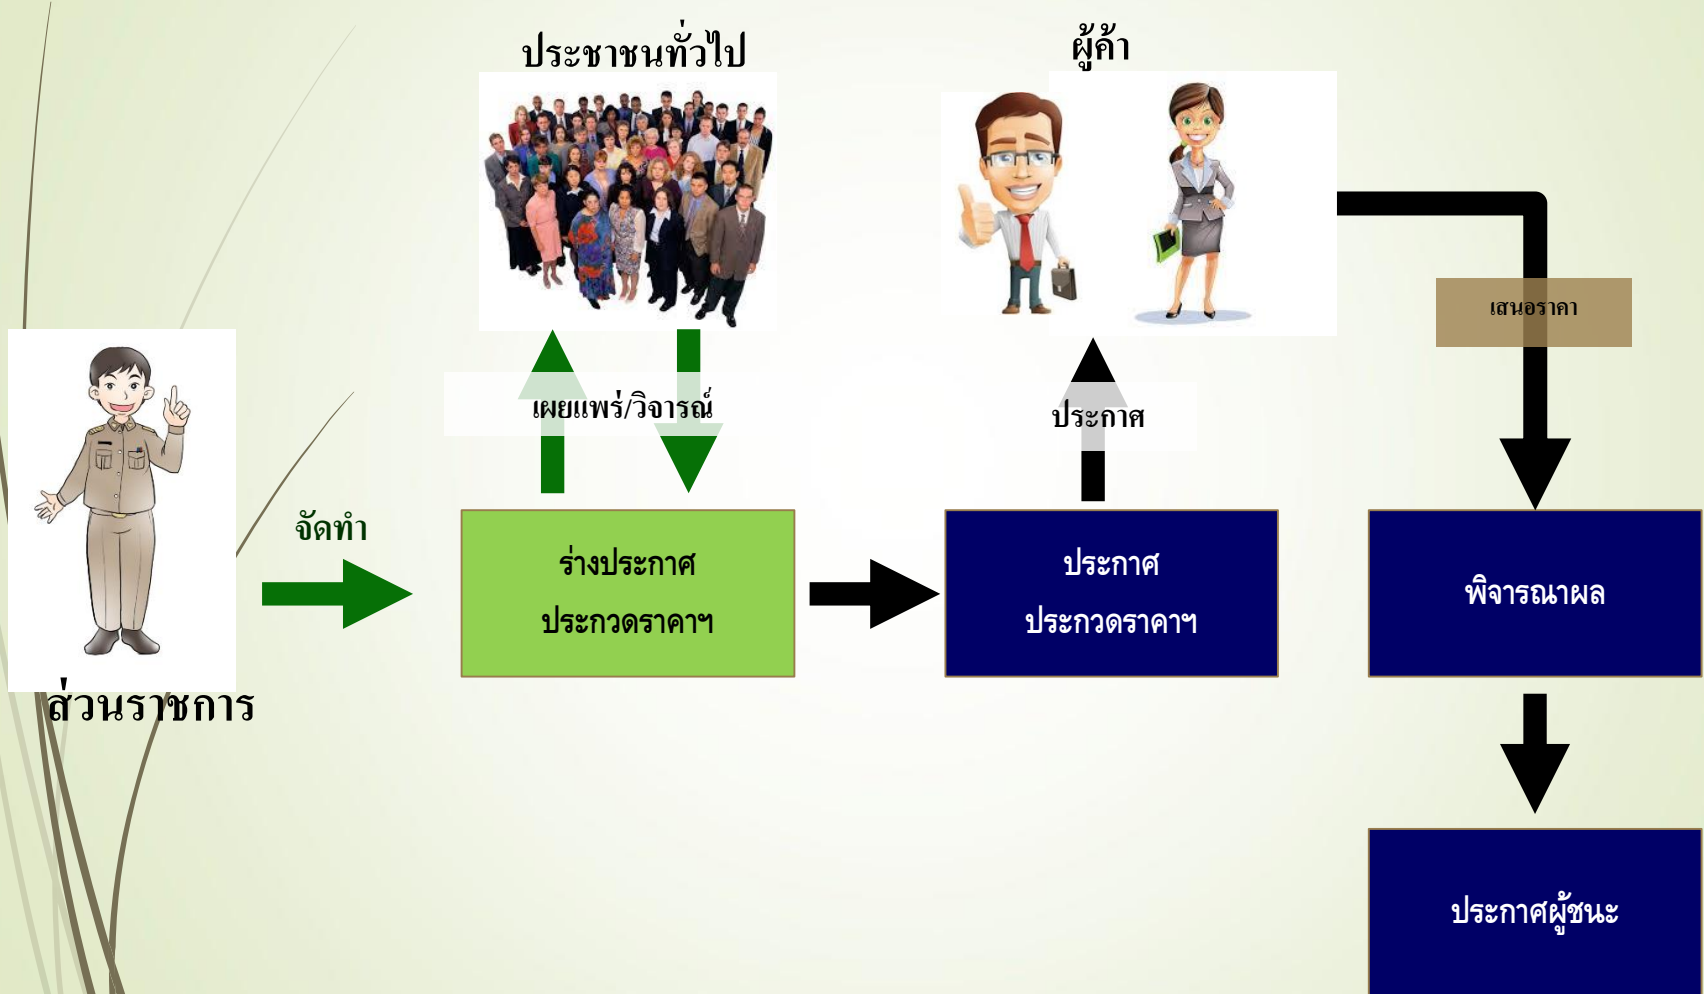 ประชาชนทั่วไป
ผู้ค้า
เสนอราคา
เผยแพร่/วิจารณ์
ประกาศ
จัดทำ
ร่างประกาศ
ประกวดราคาฯ
ประกาศ
ประกวดราคาฯ
พิจารณาผล
ส่วนราชการ
ประกาศผู้ชนะ